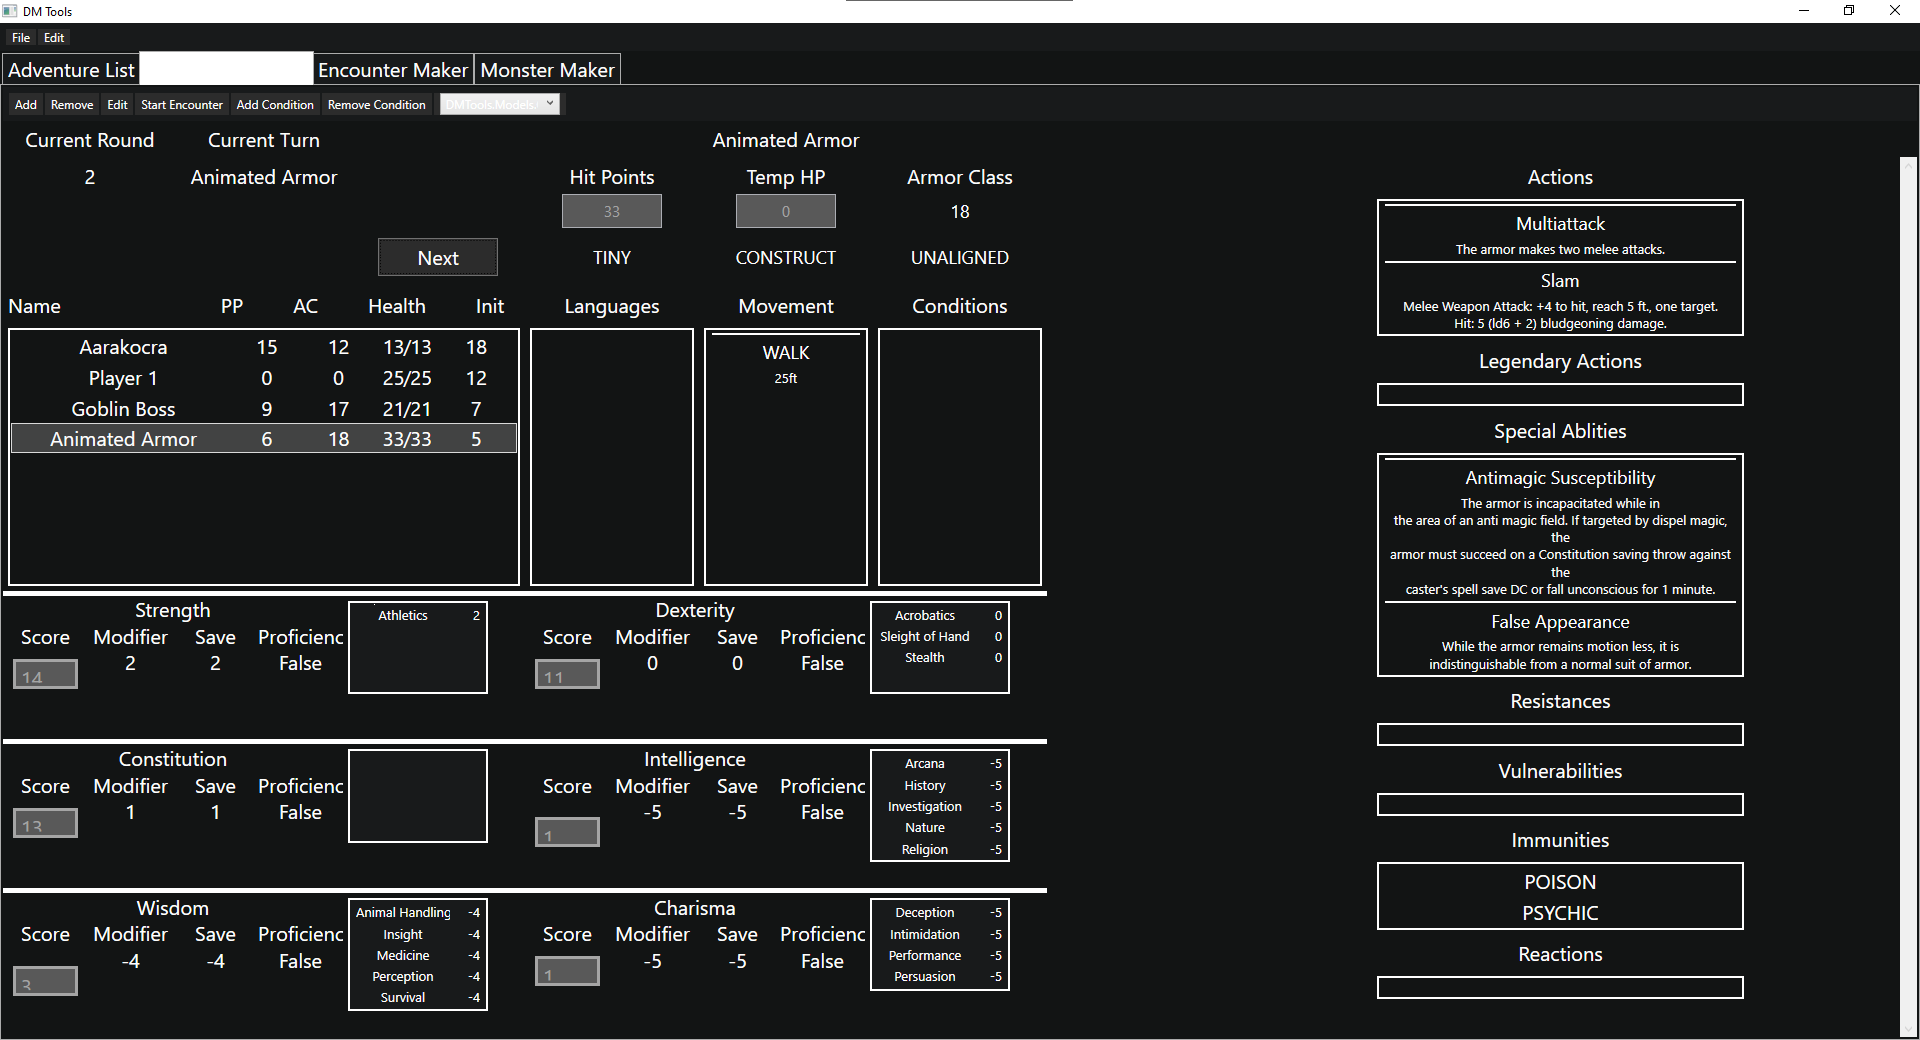 DM Tools
File Edit
Adventure List Encounter Maker Monster Maker
Add Remove Edit Start Encounter Add Condition Remove Condition DMTools.Models.
Current Round Current Turn Animated Armor
2 Animated Armor Hit Points Temp HP Armor Class
33 0 18
Next TINY CONSTRUCT UNALIGNED
Name PP AC Health Init Languages Movement Conditions
Aarakocra 15 12 13/13 18
Player 1 0 0 25/25 12
Goblin Boss 9 17 21/21 7
Animated Armor 6 18 33/33 5
WALK
25ft
Strength
Score Modifier Save Proficienc
14 2 2 False
Athletics 2
Dexterity
Score Modifier Save Proficienc
11 0 0 False
Acrobatics 0
Sleight of Hand 0
Stealth 0
Constitution
Score Modifier Save Proficienc
13 1 1 False
Intelligence
Score Modifier Save Proficienc
1 -5 -5 False
Arcana -5
History -5
Investigation -5
Nature -5
Religion -5
Wisdom
Score Modifier Save Proficienc
3 -4 -4 False
Animal Handling -4
Insight -4
Medicine -4
Perception -4
Survival -4
Charisma
Score Modifier Save Proficienc
1 -5 -5 False
Deception -5
Intimidation -5
Performance -5
Persuasion -5
Actions
Multiattack
The armor makes two melee attacks.
Slam
Melee Weapon Attack: +4 to hit, reach 5 ft., one target.
Hit: 5 (ld6 + 2) bludgeoning damage.
Legendary Actions
Special Ablities
Antimagic Susceptibility
The armor is incapacitated while in
the area of an anti magic field. If targeted by dispel magic,
the
armor must succeed on a Constitution saving throw against
the
caster's spell save DC or fall unconscious for 1 minute.
False Appearance
While the armor remains motion less, it is
indistinguishable from a normal suit of armor.
Resistances
Vulnerabilities
Immunities
POISON
PSYCHIC
Reactions